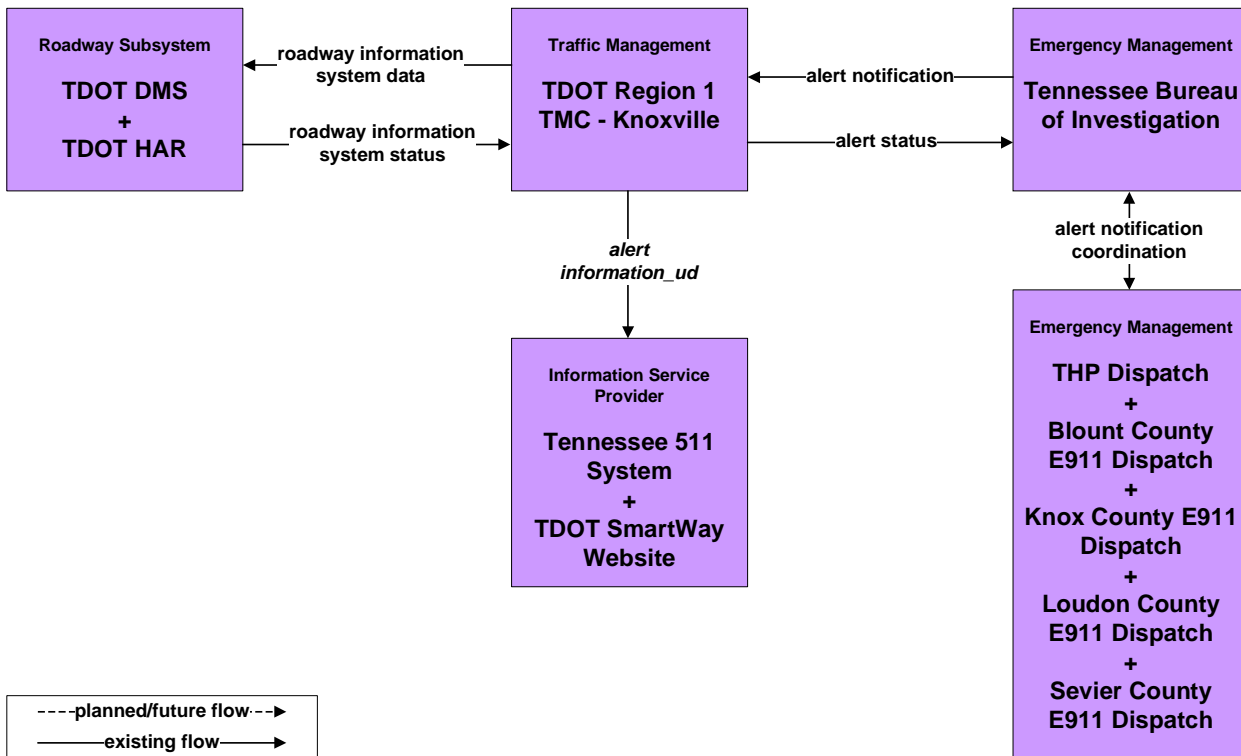 Roadway Subsystem
TDOT DMS
+
TDOT HAR
roadway information
system data
roadway information
system status
Traffic Management
TDOT Region 1
TMC - Knoxville
alert notification
alert status
Emergency Management
Tennessee Bureau
of Investigation
alert
information_ud
alert notification
coordination
Information Service
Provider
Tennessee 511
System
+
TDOT SmartWay
Website
Emergency Management
THP Dispatch
+
Blount County
E911 Dispatch
+
Knox County E911
Dispatch
+
Loudon County
E911 Dispatch
+
Sevier County
E911 Dispatch
planned/future flow
existing flow